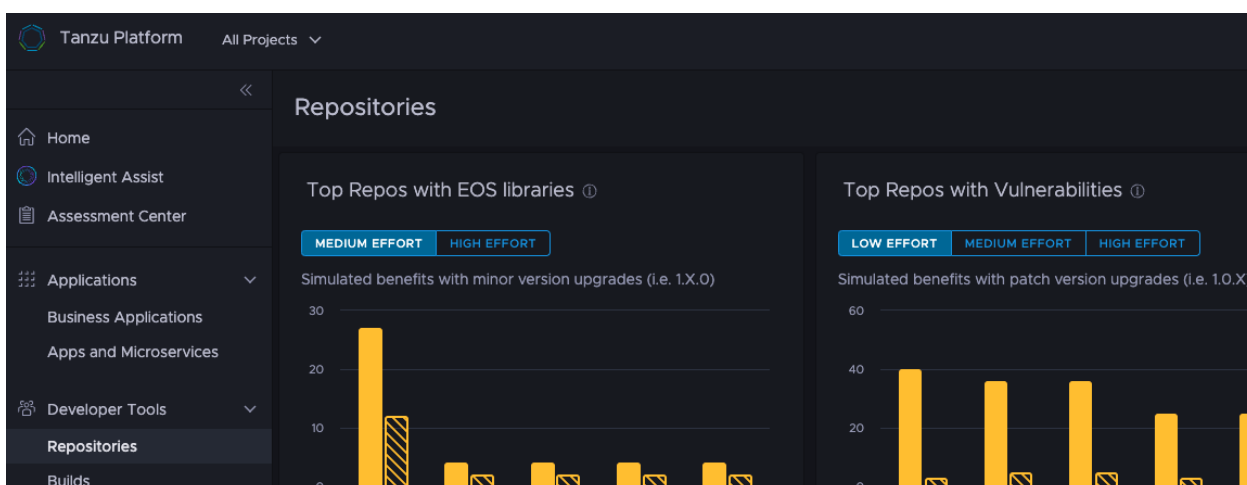 Tanzu Platform
All Projects
Repositories
Home
Intelligent Assist
Assessment Center
Applications
Business Applications
Apps and Microservices
Developer Tools
Repositories
Builds
Top Repos with EOS libraries
MEDIUM EFFORT HIGH EFFORT
Simulated benefits with minor version upgrades (i.e. 1.X.0)
30
20
10
0
Top Repos with Vulnerabilities
LOW EFFORT MEDIUM EFFORT HIGH EFFORT
Simulated benefits with patch version upgrades (i.e. 1.0.X
60
40
20
0